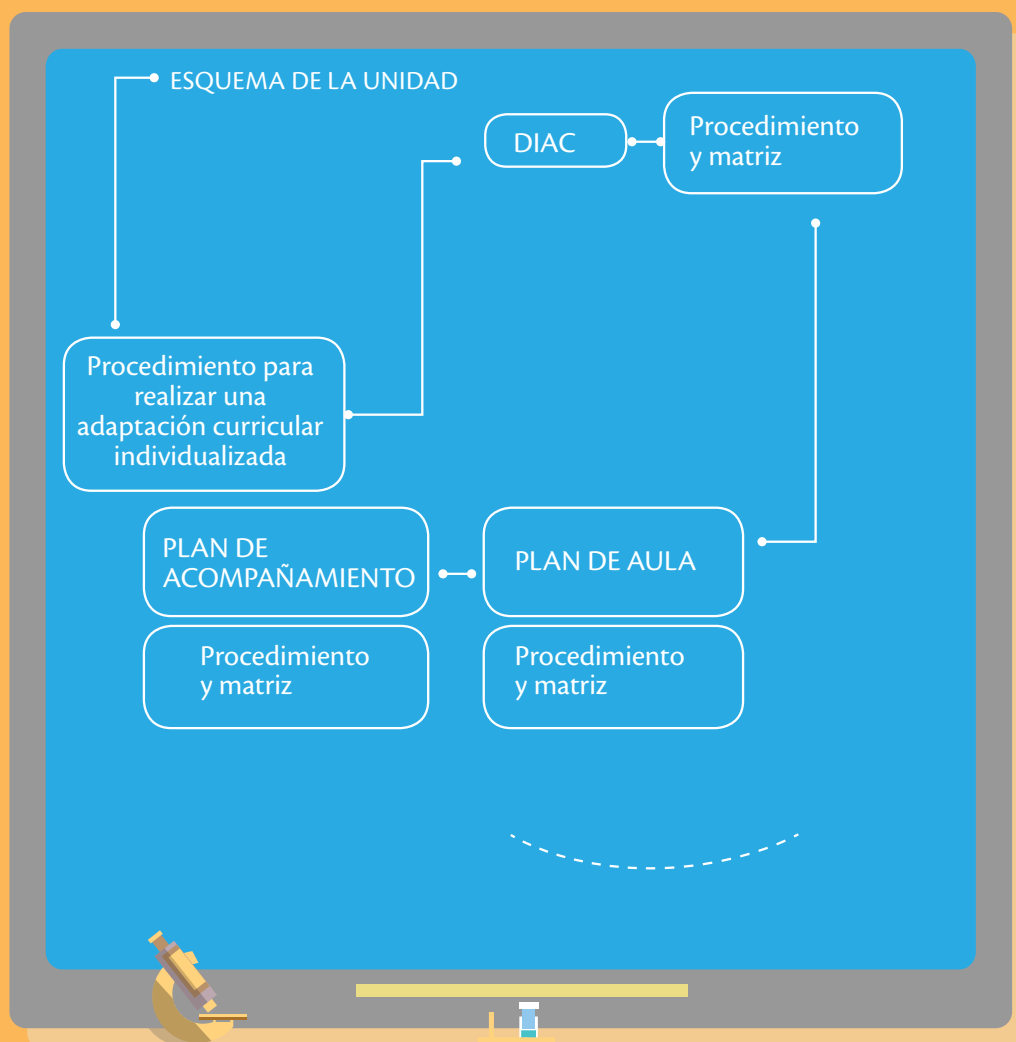 ESQUEMA DE LA UNIDAD
DIAC
Procedimiento
y matriz
Procedimiento para
realizar una
adaptación curricular
individualizada
PLAN DE
ACOMPAÑAMIENTO
PLAN DE AULA
Procedimiento
y matriz
Procedimiento
y matriz